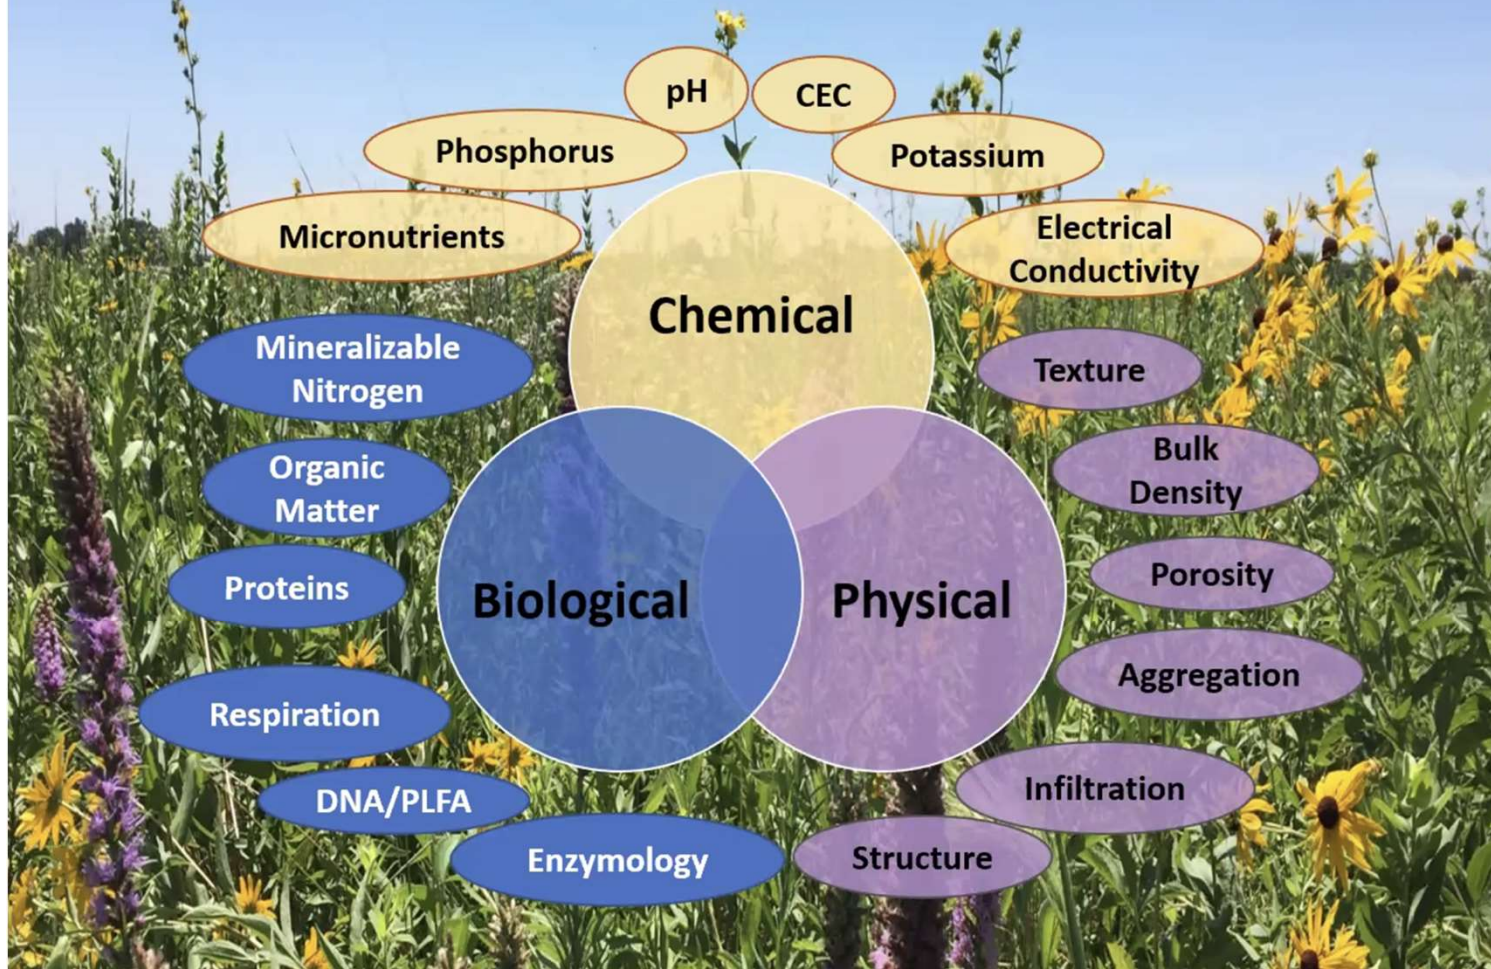 pH
CEC
Phosphorus
Potassium
Micronutrients
Electrical
Conductivity
Chemical
Mineralizable
Nitrogen
Texture
Organic
Matter
Bulk
Density
Proteins
Porosity
Biological
Physical
Respiration
Aggregation
DNA/PLFA
Infiltration
Enzymology
Structure